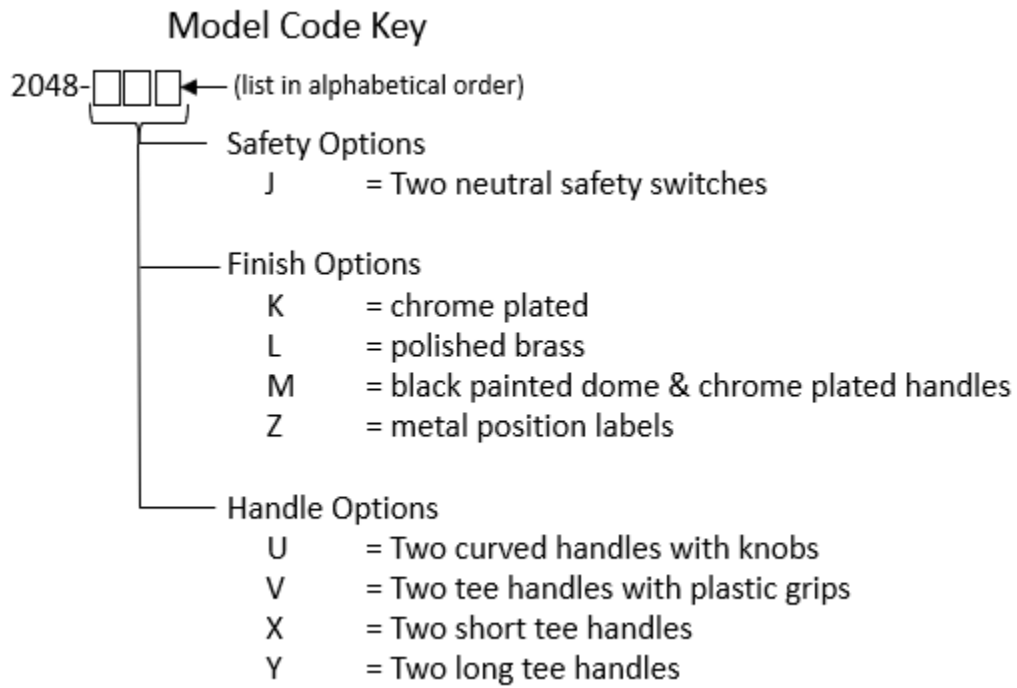 Model Code Key
2048- (list in alphabetical order)
Safety Options
J = Two neutral safety switches
Finish Options
K = chrome plated
L = polished brass
M = black painted dome & chrome plated handles
Z = metal position labels
Handle Options
U = Two curved handles with knobs
V = Two tee handles with plastic grips
X = Two short tee handles
Y = Two long tee handles